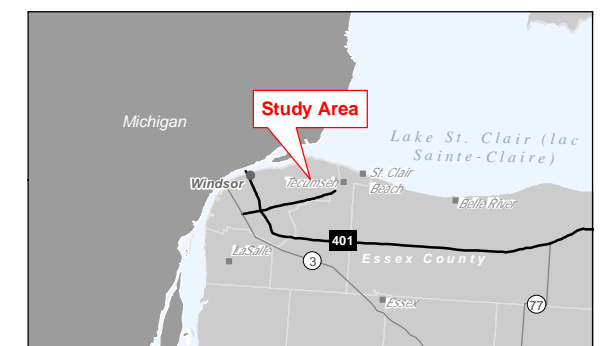 Study Area
Michigan
Lake St. Clair (lac
Sainte-Claire)
St. Clair
Beach
Windsor
Tecumseh
Belle River
401
LaSalle
3
Essex County
Essex
77